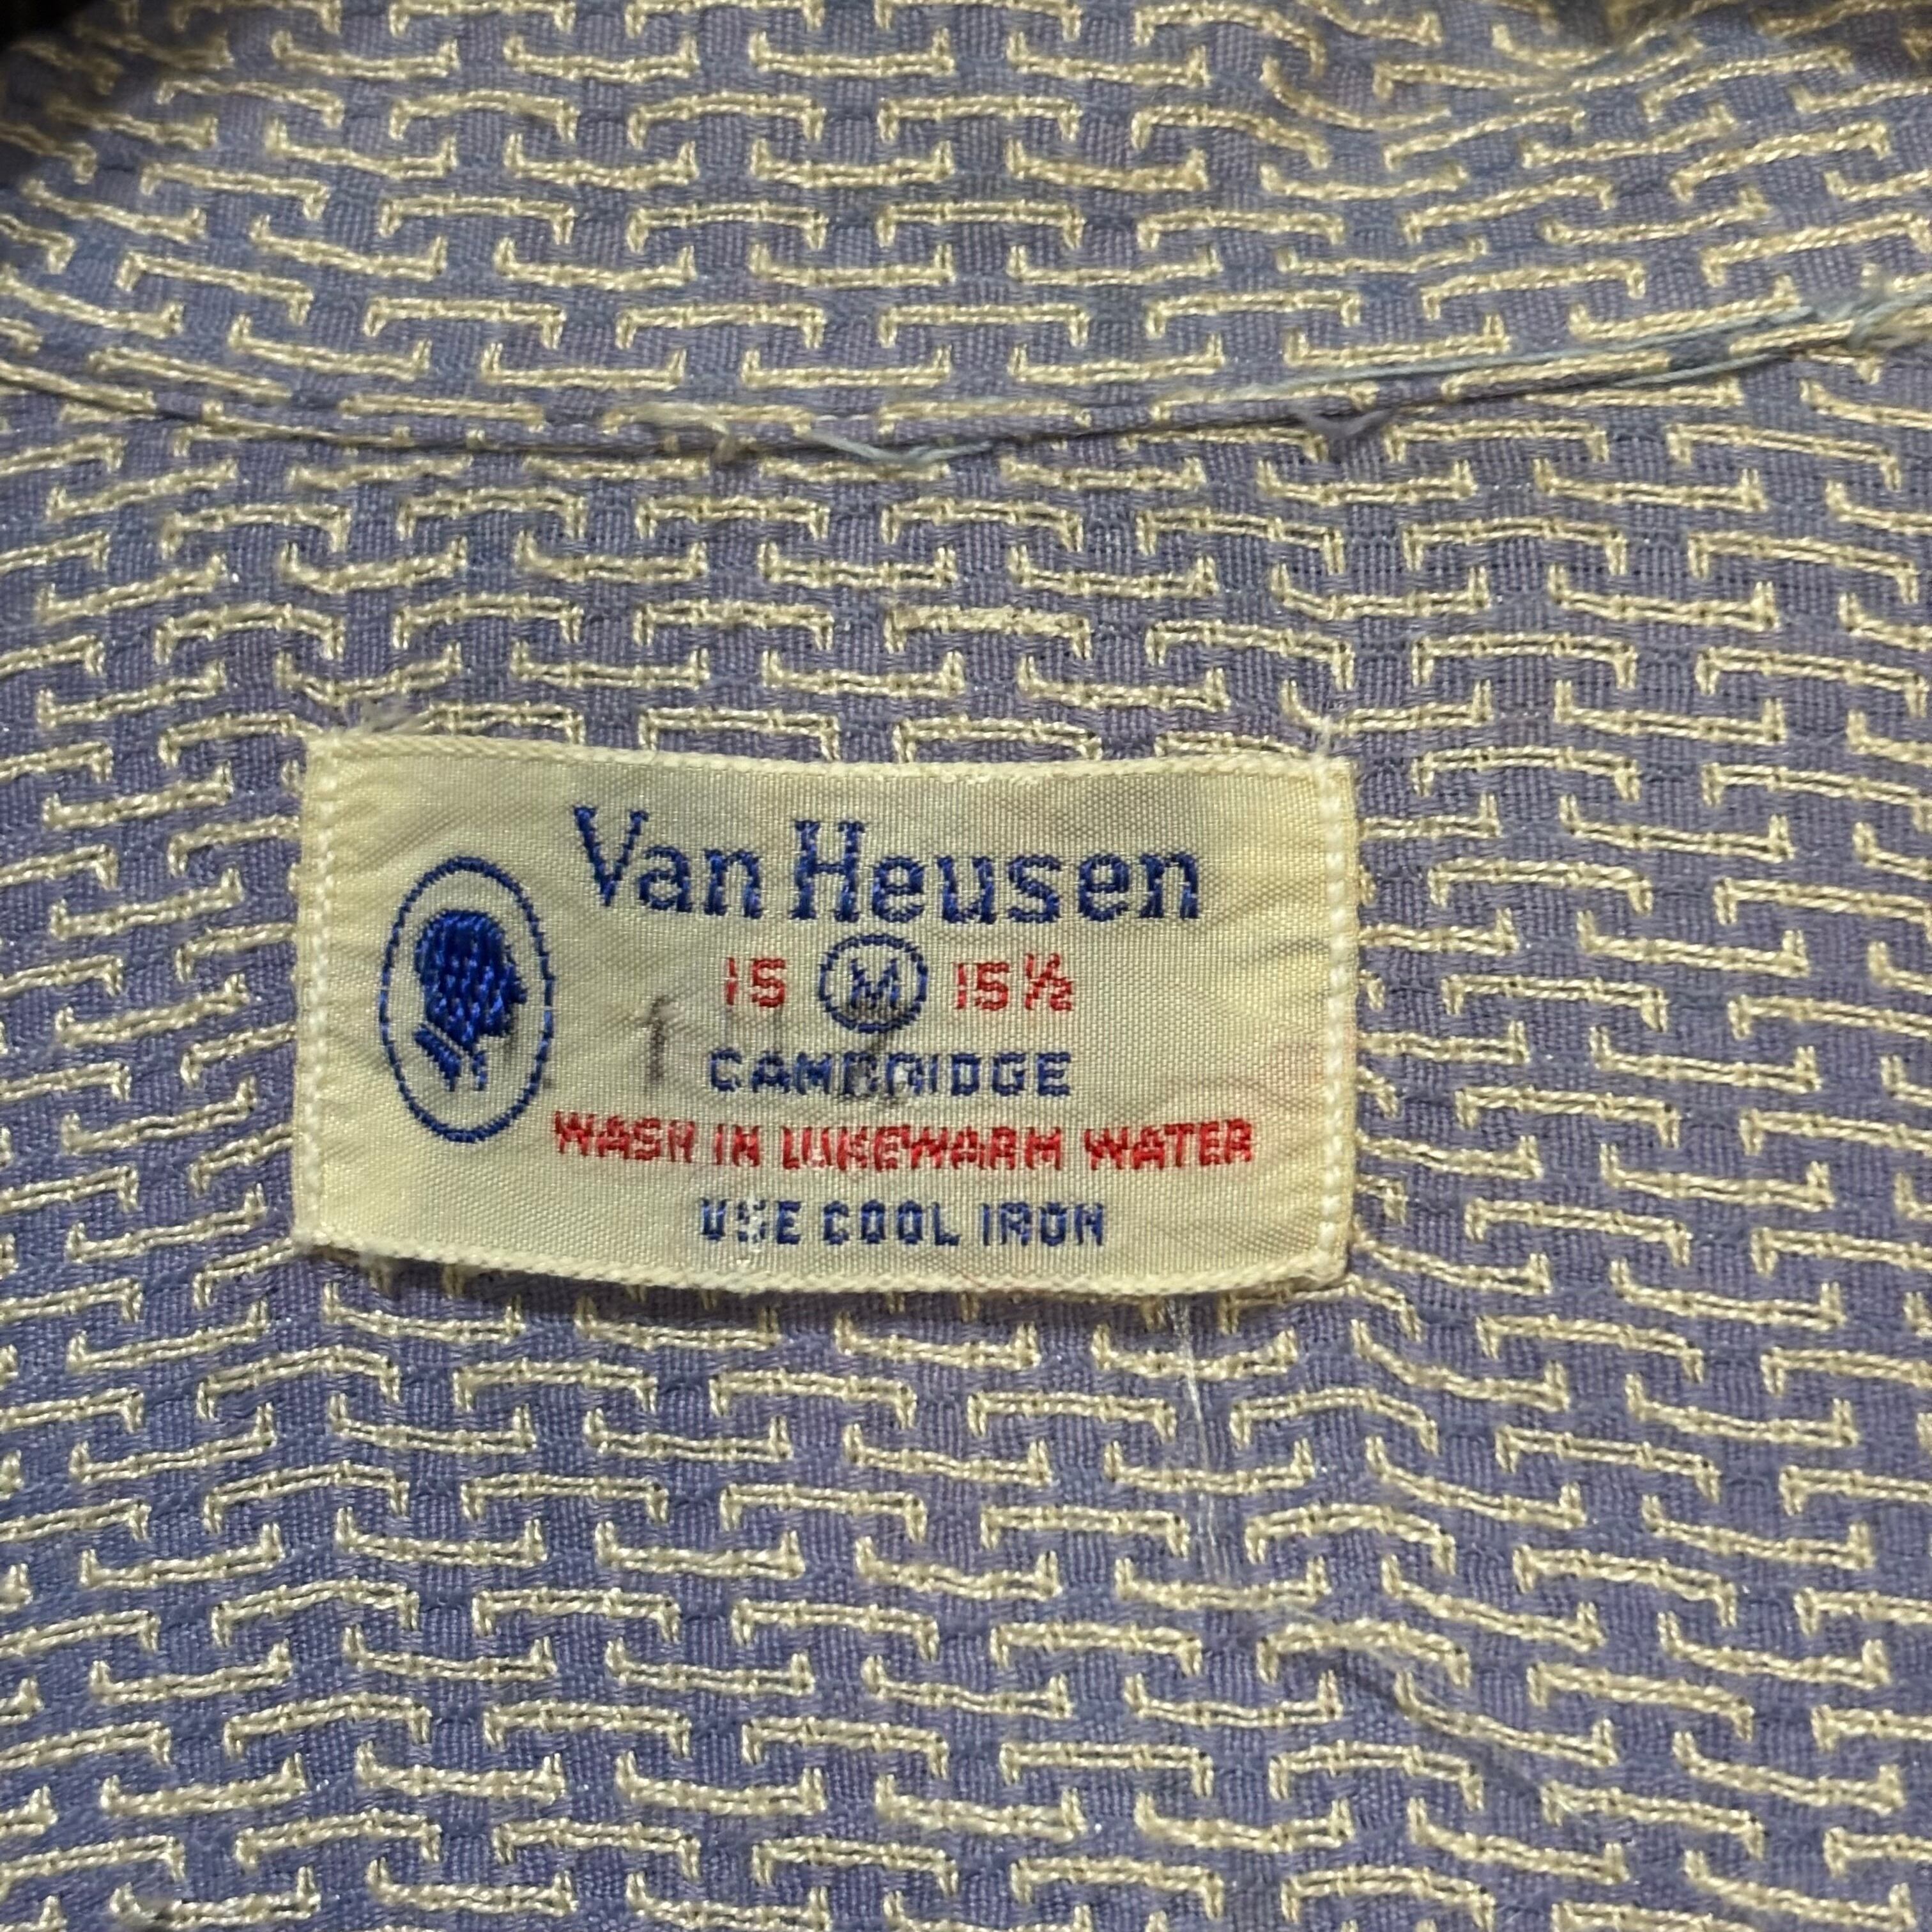 Van Heusen
15 M 15½
CAMBRIDGE
WASH IN LUKEWARM WATER
USE COOL IRON